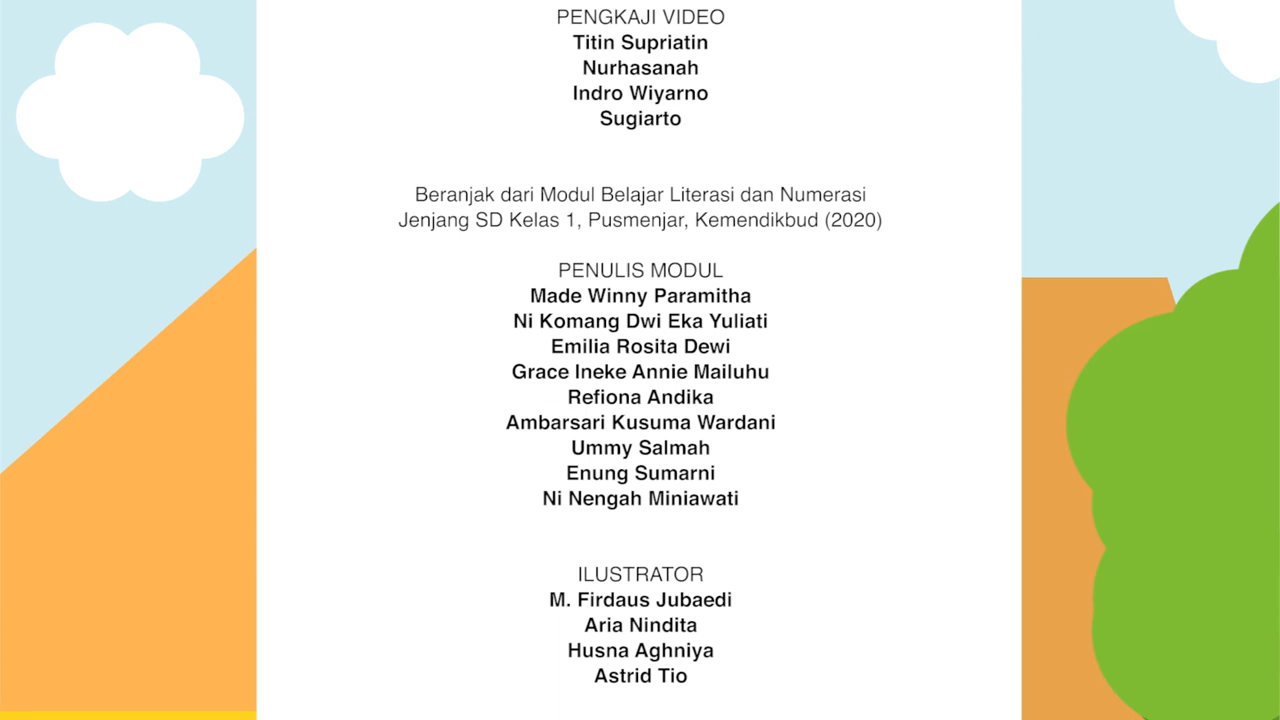 PENGKAJI VIDEO
Titin Supriatin
Nurhasanah
Indro Wiyarno
Sugiarto
Beranjak dari Modul Belajar Literasi dan Numerasi
Jenjang SD Kelas 1, Pusmenjar, Kemendikbud (2020)
PENULIS MODUL
Made Winny Paramitha
Ni Komang Dwi Eka Yuliati
Emilia Rosita Dewi
Grace Ineke Annie Mailuhu
Refiona Andika
Ambarsari Kusuma Wardani
Ummy Salmah
Enung Sumarni
Ni Nengah Miniawati
ILUSTRATOR
M. Firdaus Jubaedi
Aria Nindita
Husna Aghniya
Astrid Tio